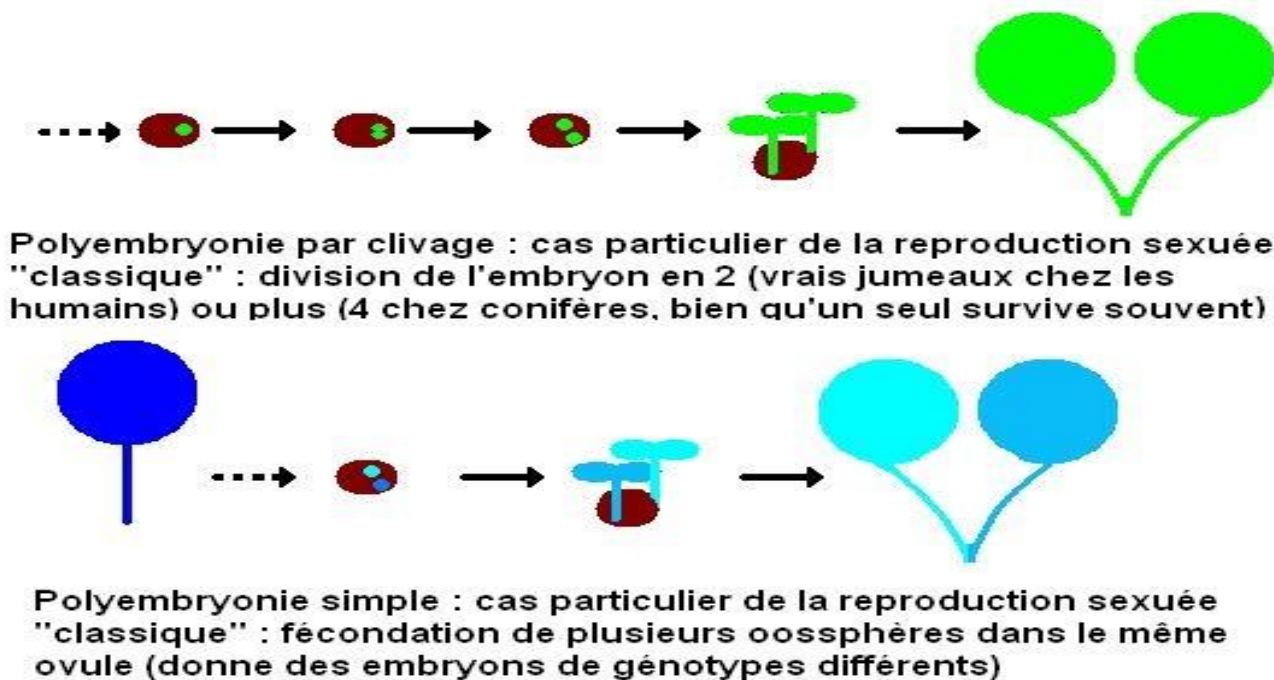 Polyembryonie par clivage : cas particulier de la reproduction sexuée
"classique" : division de l'embryon en 2 (vrais jumeaux chez les
humains) ou plus (4 chez conifères, bien qu'un seul survive souvent)
Polyembryonie simple : cas particulier de la reproduction sexuée
"classique" : fécondation de plusieurs oossphères dans le même
ovule (donne des embryons de génotypes différents)